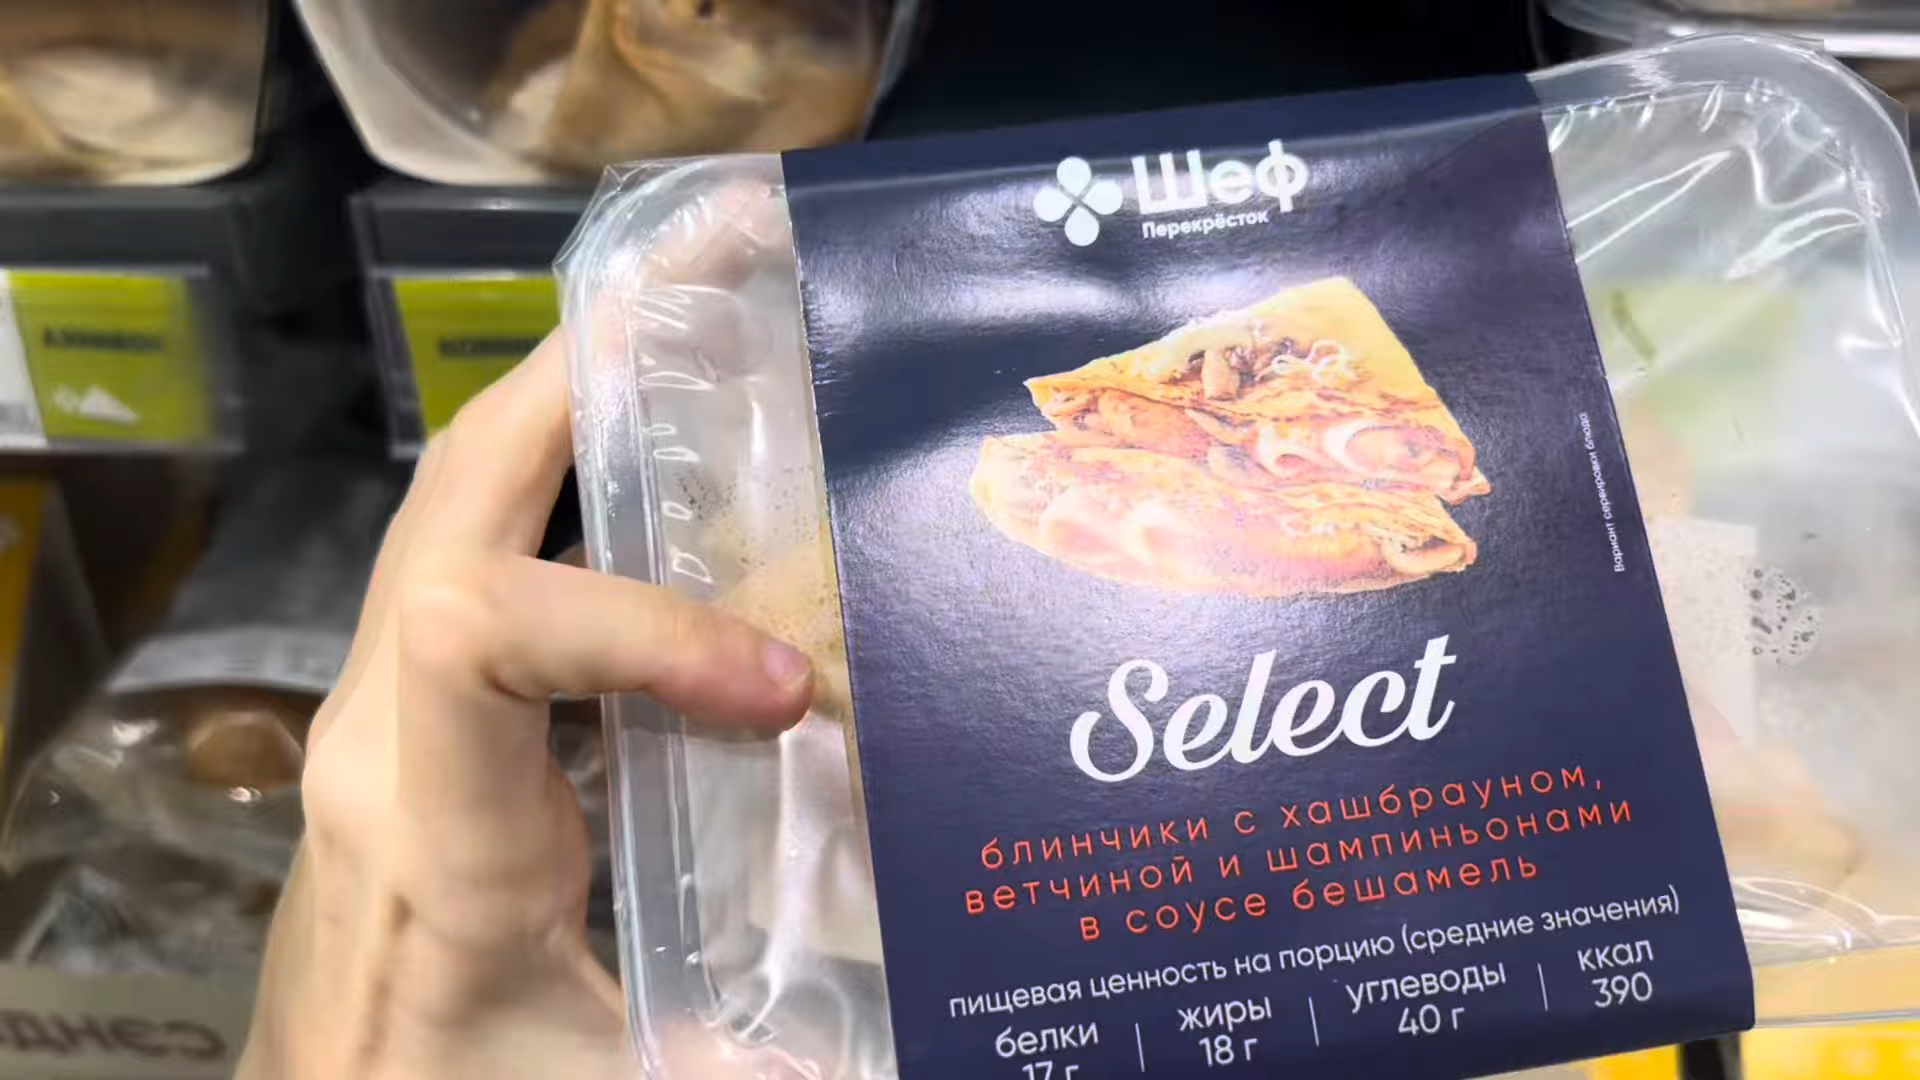 Шеф
Перекрёсток
Вариант сервировки блюда
Select
блинчики с хашбрауном,
ветчиной и шампиньонами
в соусе бешамель
пищевая ценность на порцию (средние значения)
белки
17 г
жиры
18 г
углеводы
40 г
ккал
390